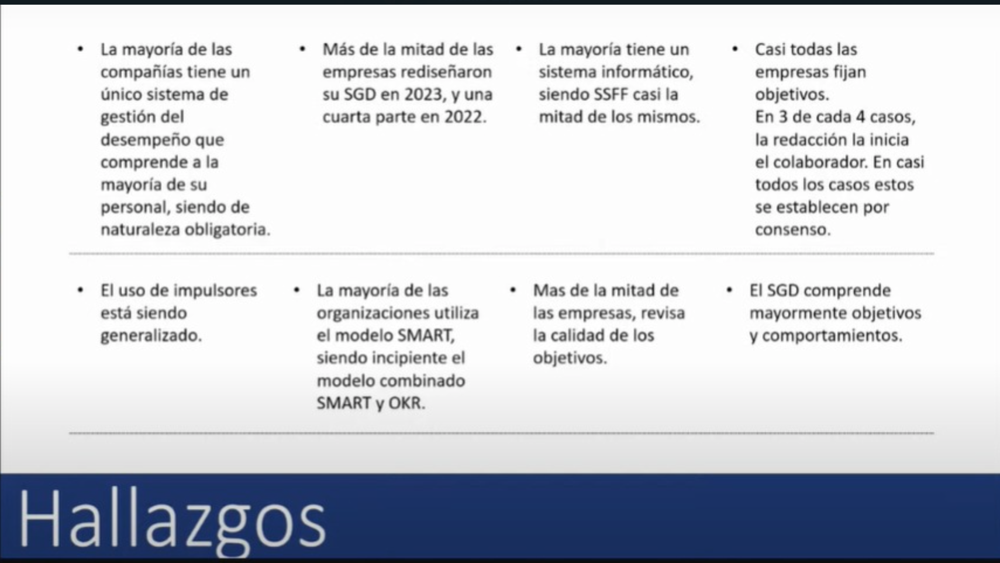 • La mayoría de las
compañías tiene un
único sistema de
gestión del
desempeño que
comprende a la
mayoría de su
personal, siendo de
naturaleza obligatoria.
• Más de la mitad de las
empresas rediseñaron
su SGD en 2023, y una
cuarta parte en 2022.
• La mayoría tiene un
sistema informático,
siendo SSFF casi la
mitad de los mismos.
• Casi todas las
empresas fijan
objetivos.
En 3 de cada 4 casos,
la redacción la inicia
el colaborador. En casi
todos los casos estos
se establecen por
consenso.
• El uso de impulsores
está siendo
generalizado.
• La mayoría de las
organizaciones utiliza
el modelo SMART,
siendo incipiente el
modelo combinado
SMART y OKR.
• Mas de la mitad de
las empresas, revisa
la calidad de los
objetivos.
• El SGD comprende
mayormente objetivos
y comportamientos.
Hallazgos